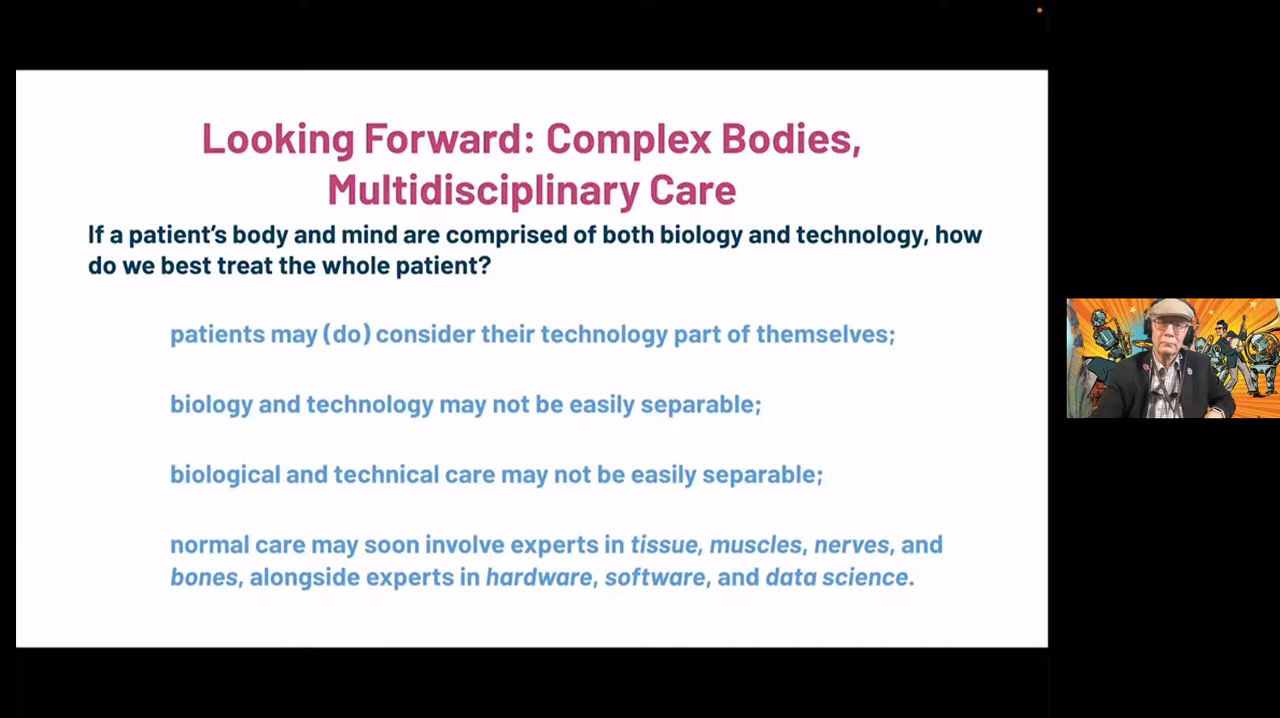 Looking Forward: Complex Bodies,
Multidisciplinary Care
If a patient’s body and mind are comprised of both biology and technology, how
do we best treat the whole patient?
patients may (do) consider their technology part of themselves;
biology and technology may not be easily separable;
biological and technical care may not be easily separable;
normal care may soon involve experts in tissue, muscles, nerves, and
bones, alongside experts in hardware, software, and data science.